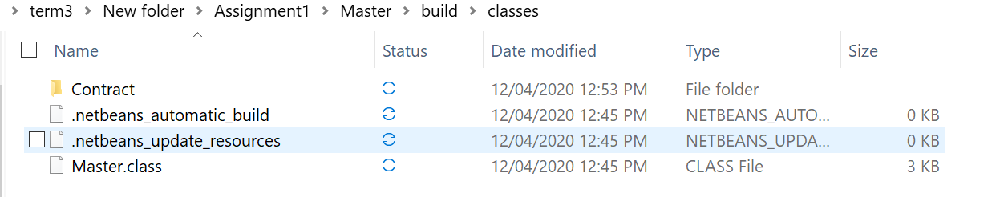 term3 > New folder > Assignment1 > Master > build > classes
Name Status Date modified Type Size
Contract 12/04/2020 12:53 PM File folder
.netbeans_automatic_build 12/04/2020 12:45 PM NETBEANS_AUTO... 0 KB
.netbeans_update_resources 12/04/2020 12:45 PM NETBEANS_UPDA... 0 KB
Master.class 12/04/2020 12:45 PM CLASS File 3 KB